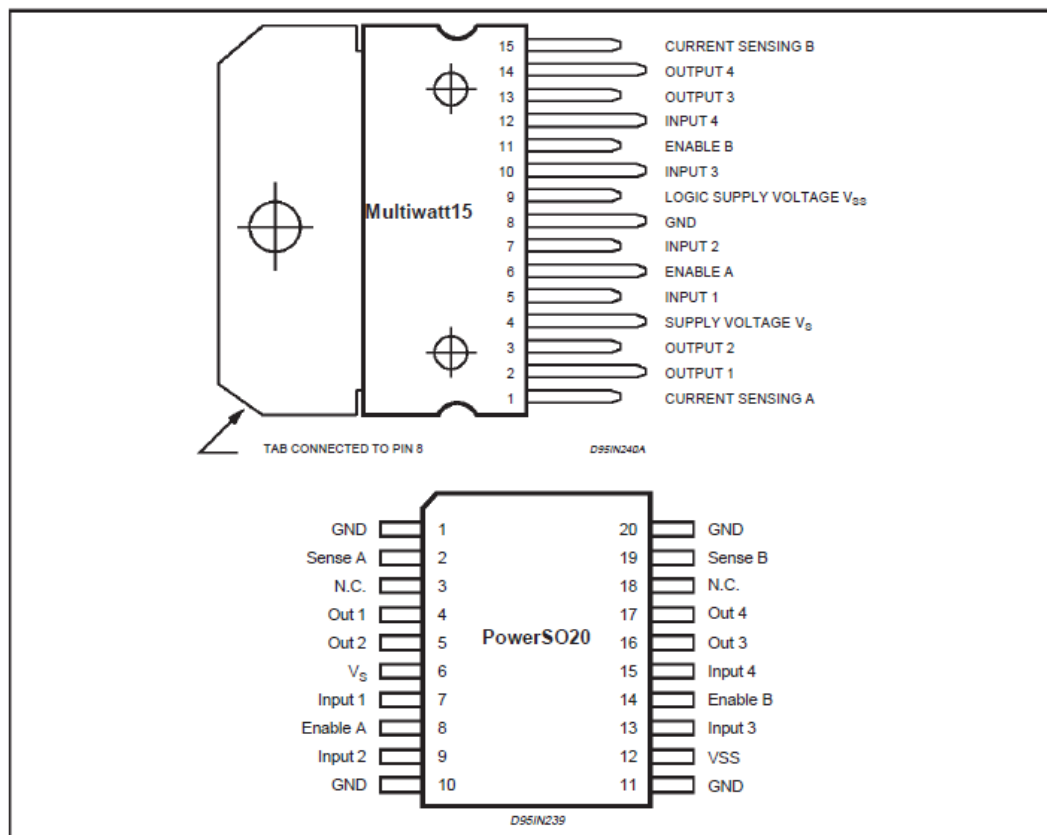 15 CURRENT SENSING B
14 OUTPUT 4
13 OUTPUT 3
12 INPUT 4
11 ENABLE B
10 INPUT 3
9 LOGIC SUPPLY VOLTAGE VSS
Multiwatt15
8 GND
7 INPUT 2
6 ENABLE A
5 INPUT 1
4 SUPPLY VOLTAGE VS
3 OUTPUT 2
2 OUTPUT 1
1 CURRENT SENSING A
TAB CONNECTED TO PIN 8
D95IN240A
GND 1 20 GND
Sense A 2 19 Sense B
N.C. 3 18 N.C.
Out 1 4 17 Out 4
PowerSO20
Out 2 5 16 Out 3
VS 6 15 Input 4
Input 1 7 14 Enable B
Enable A 8 13 Input 3
Input 2 9 12 VSS
GND 10 11 GND
D95IN239